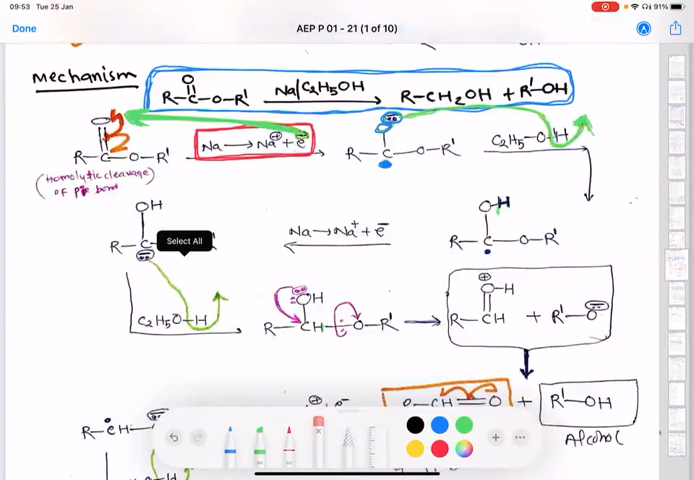 09:53 Tue 25 Jan
91%
Done
AEP P 01 - 21 (1 of 10)
mechanism
O
R-C-O-R' Na/C2H5OH R-CH2OH + R'-OH
O
R-C-O-R' Na → Na⊕ + e⁻ R-C-O-R' C2H5-O-H
(Homolytic cleavage
of pi bond)
OH
R-C
Select All
Na → Na⁺ + e⁻
OH
R-C-O-R'
C2H5O-H
OH
R-CH-O-R'
⊕
O-H
R-CH + R'-O
R-CH=O + R'-OH
Alcohol
R-CH